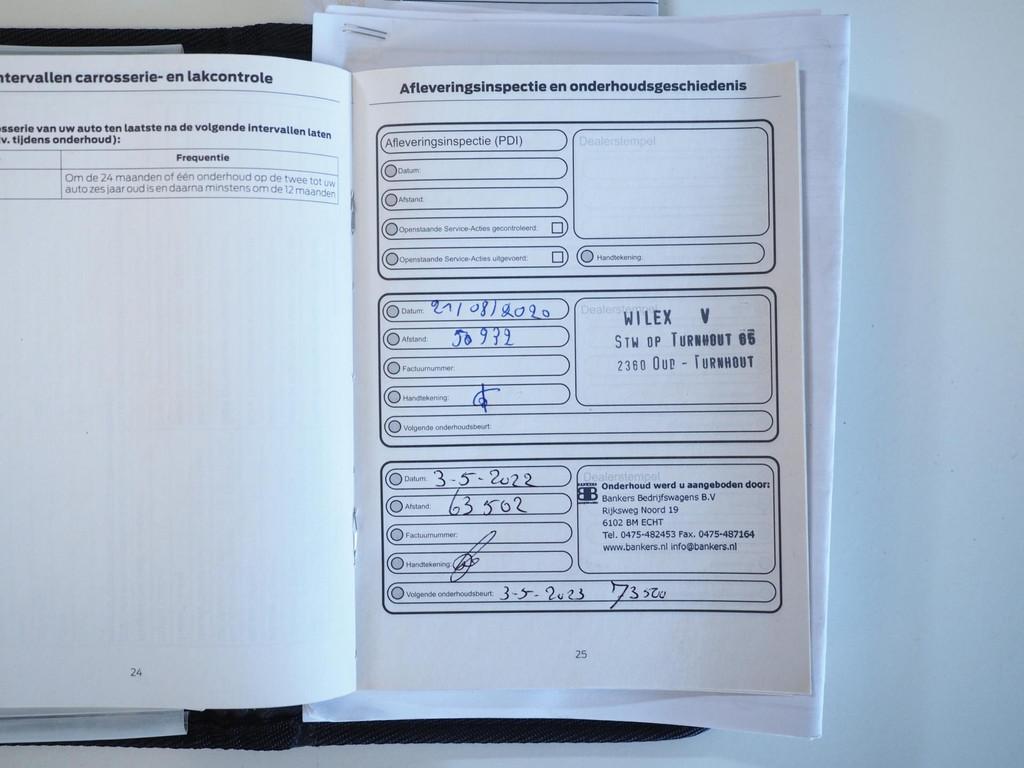 ntervallen carrosserie- en lakcontrole
osserie van uw auto ten laatste na de volgende intervallen laten
v. tijdens onderhoud):
Frequentie
Om de 24 maanden of één onderhoud op de twee tot uw
auto zes jaar oud is en daarna minstens om de 12 maanden
24
Afleveringsinspectie en onderhoudsgeschiedenis
Afleveringsinspectie (PDI)
Dealerstempel
Datum:
Afstand:
Openstaande Service-Acties gecontroleerd:
Openstaande Service-Acties uitgevoerd:
Handtekening:
Datum: 21/08/2020
Afstand: 50972
Factuurnummer:
Handtekening:
Volgende onderhoudsbeurt:
Dealerstempel
WILEX V
STW OP TURNHOUT 65
2360 OUD - TURNHOUT
Datum: 3-5-2022
Afstand: 63502
Factuurnummer:
Handtekening:
Dealerstempel
Onderhoud werd u aangeboden door:
Bankers Bedrijfswagens B.V
Rijksweg Noord 19
6102 BM ECHT
Tel. 0475-482453 Fax. 0475-487164
www.bankers.nl info@bankers.nl
Volgende onderhoudsbeurt: 3-5-2023 73500
25